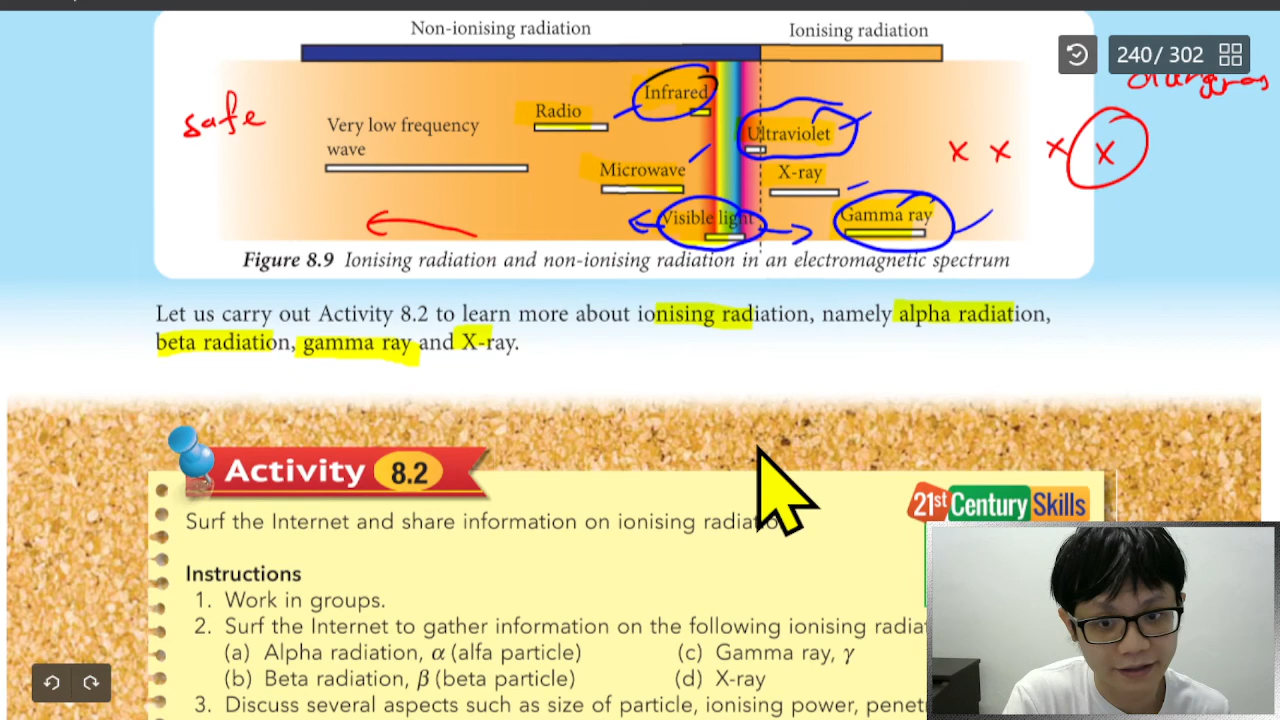 Non-ionising radiation
Ionising radiation
240 / 302
safe
dangerous
Infrared
Radio
Very low frequency
wave
Ultraviolet
x x x x
Microwave
X-ray
Visible light
Gamma ray
Figure 8.9 Ionising radiation and non-ionising radiation in an electromagnetic spectrum
Let us carry out Activity 8.2 to learn more about ionising radiation, namely alpha radiation,
beta radiation, gamma ray and X-ray.
Activity 8.2
21st Century Skills
Surf the Internet and share information on ionising radiation
Instructions
1. Work in groups.
2. Surf the Internet to gather information on the following ionising radia
(a) Alpha radiation, α (alfa particle)
(c) Gamma ray, γ
(b) Beta radiation, β (beta particle)
(d) X-ray
3. Discuss several aspects such as size of particle, ionising power, penet